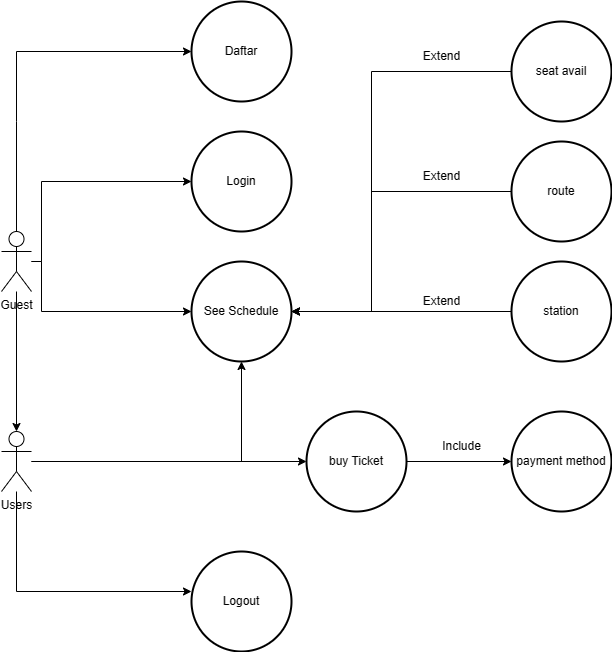 Daftar
Extend
seat avail
Login
Extend
route
Guest
See Schedule
Extend
station
buy Ticket
Include
payment method
Users
Logout